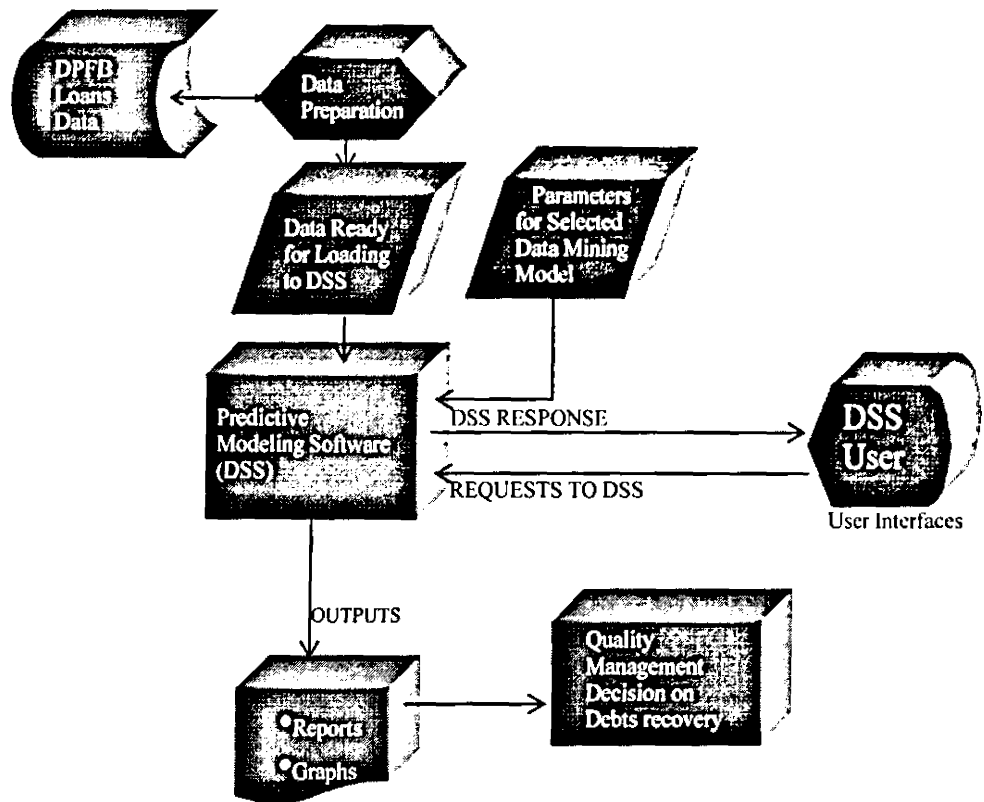 DPFB
Loans
Data
Data
Preparation
Data Ready
for Loading
to DSS
Parameters
for Selected
Data Mining
Model
Predictive
Modeling Software
(DSS)
DSS RESPONSE
REQUESTS TO DSS
DSS
User
User Interfaces
OUTPUTS
•Reports
•Graphs
Quality
Management
Decision on
Debts recovery